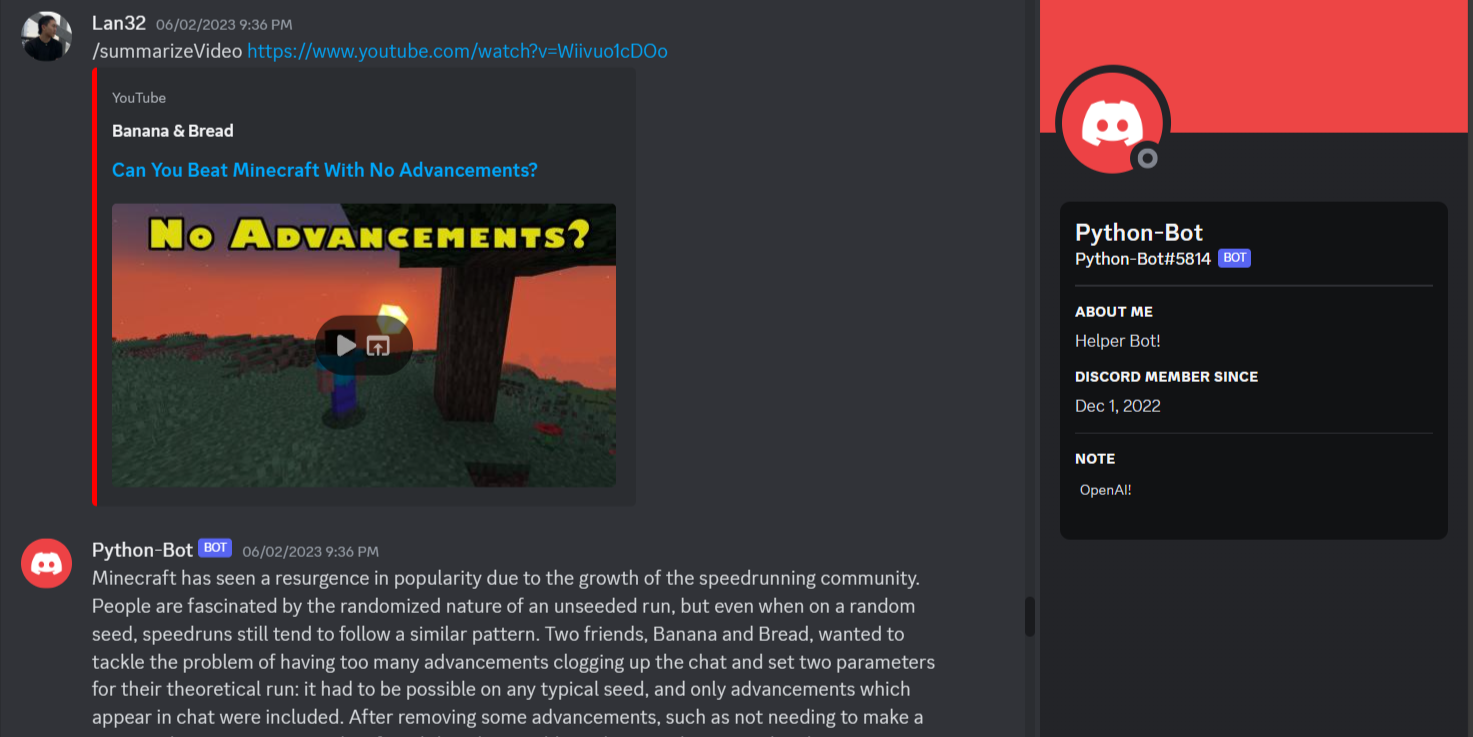 Lan32 06/02/2023 9:36 PM
/summarizeVideo https://www.youtube.com/watch?v=Wiivuo1cDOo
YouTube
Banana & Bread
Can You Beat Minecraft With No Advancements?
NO ADVANCEMENTS?
Python-Bot BOT 06/02/2023 9:36 PM
Minecraft has seen a resurgence in popularity due to the growth of the speedrunning community.
People are fascinated by the randomized nature of an unseeded run, but even when on a random
seed, speedruns still tend to follow a similar pattern. Two friends, Banana and Bread, wanted to
tackle the problem of having too many advancements clogging up the chat and set two parameters
for their theoretical run: it had to be possible on any typical seed, and only advancements which
appear in chat were included. After removing some advancements, such as not needing to make a
Python-Bot
Python-Bot#5814 BOT
ABOUT ME
Helper Bot!
DISCORD MEMBER SINCE
Dec 1, 2022
NOTE
OpenAI!